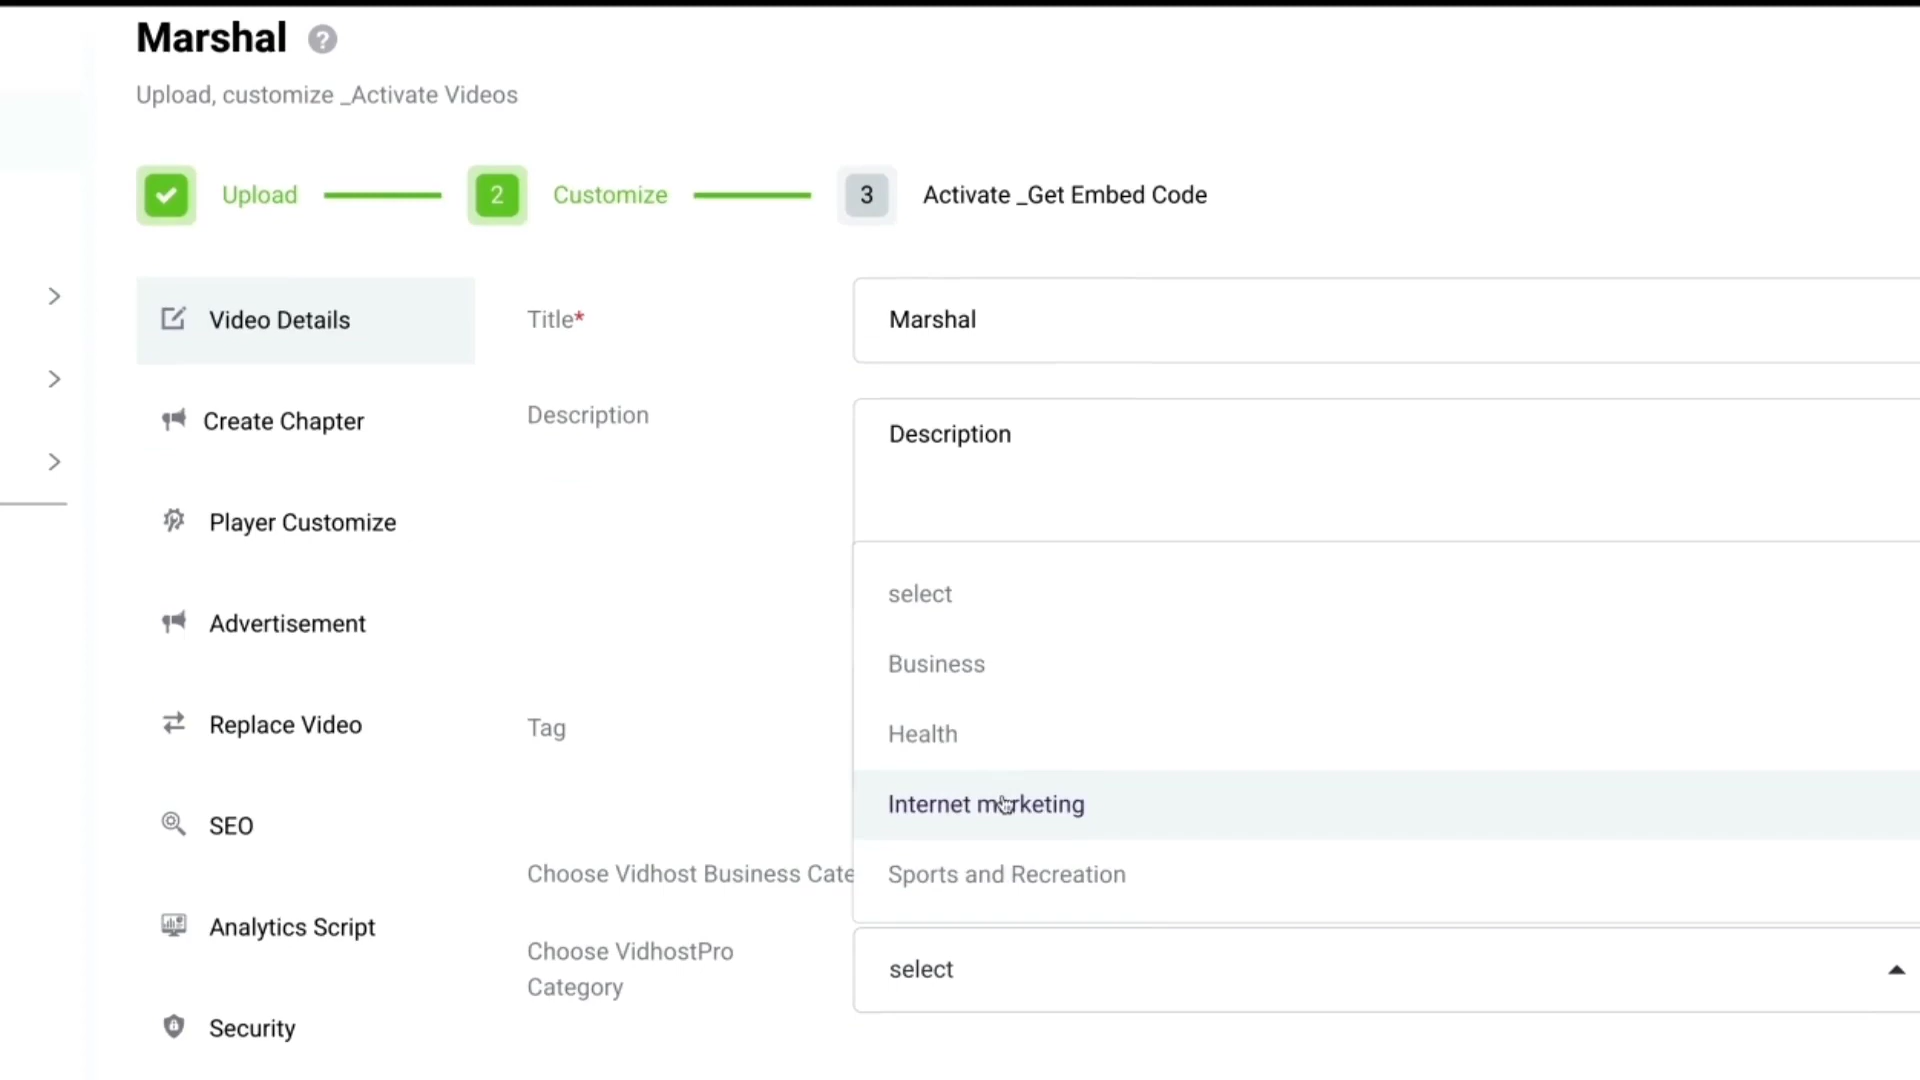 Marshal ?
Upload, customize _Activate Videos
Upload
2 Customize
3 Activate _Get Embed Code
Video Details
Create Chapter
Player Customize
Advertisement
Replace Video
SEO
Analytics Script
Security
Title*
Marshal
Description
Description
select
Business
Health
Internet marketing
Sports and Recreation
Tag
Choose Vidhost Business Cate
Choose VidhostPro
Category
select